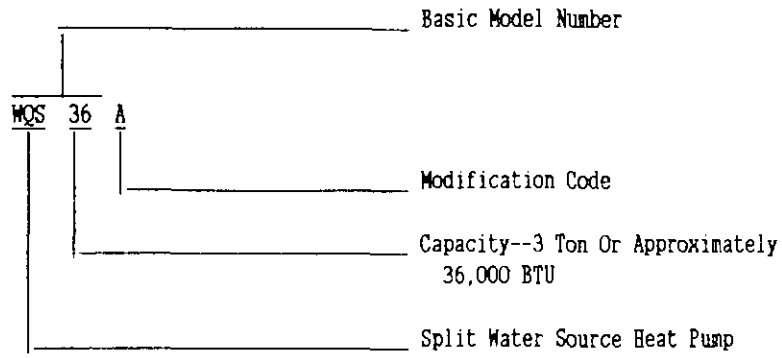 Basic Model Number
WQS 36 A
Modification Code
Capacity--3 Ton Or Approximately
36,000 BTU
Split Water Source Heat Pump